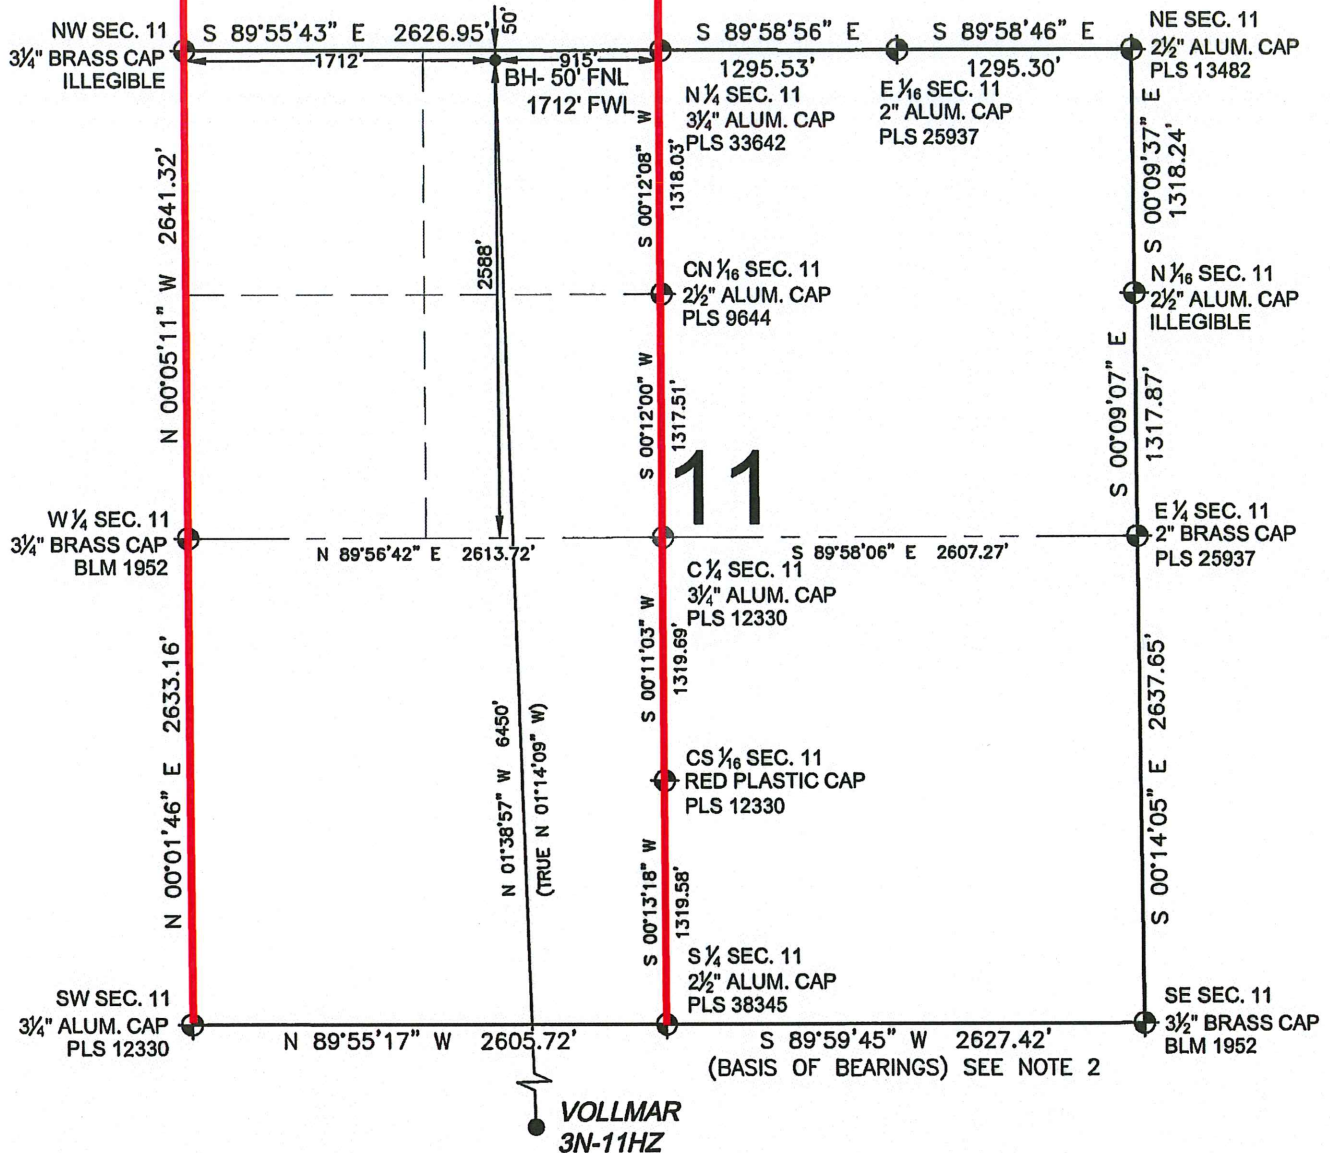 NW SEC. 11
3¼" BRASS CAP
ILLEGIBLE
S 89°55'43" E 2626.95'
50'
1712'
915'
BH- 50' FNL
1712' FWL
S 89°58'56" E
1295.53'
S 89°58'46" E
1295.30'
NE SEC. 11
2½" ALUM. CAP
PLS 13482
N ¼ SEC. 11
3¼" ALUM. CAP
PLS 33642
E ⅟16 SEC. 11
2" ALUM. CAP
PLS 25937
N 00°05'11" W 2641.32'
2588'
S 00°12'08" W
1318.03'
S 00°09'37" E
1318.24'
CN ⅟16 SEC. 11
2½" ALUM. CAP
PLS 9644
N ⅟16 SEC. 11
2½" ALUM. CAP
ILLEGIBLE
S 00°12'00" W
1317.51'
S 00°09'07" E
1317.87'
11
W ¼ SEC. 11
3¼" BRASS CAP
BLM 1952
N 89°56'42" E 2613.72'
S 89°58'06" E 2607.27'
E ¼ SEC. 11
2" BRASS CAP
PLS 25937
C ¼ SEC. 11
3¼" ALUM. CAP
PLS 12330
N 00°01'46" E 2633.16'
N 01°38'57" W 6450'
(TRUE N 01°14'09" W)
S 00°11'03" W
1319.69'
S 00°14'05" E 2637.65'
CS ⅟16 SEC. 11
RED PLASTIC CAP
PLS 12330
S 00°13'18" W
1319.58'
S ¼ SEC. 11
2½" ALUM. CAP
PLS 38345
SW SEC. 11
3¼" ALUM. CAP
PLS 12330
SE SEC. 11
3½" BRASS CAP
BLM 1952
N 89°55'17" W 2605.72'
S 89°59'45" W 2627.42'
(BASIS OF BEARINGS) SEE NOTE 2
VOLLMAR
3N-11HZ